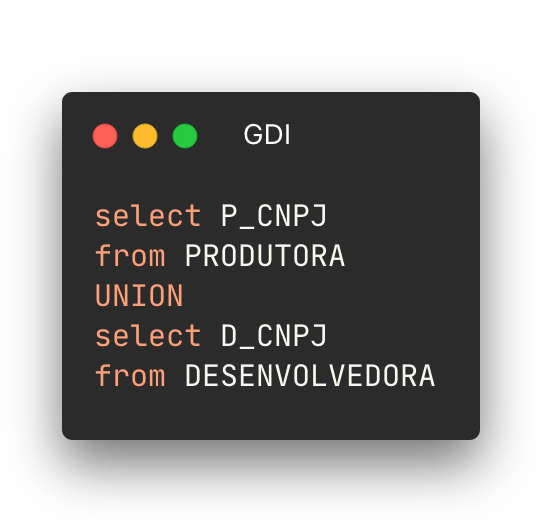 GDI
select P_CNPJ
from PRODUTORA
UNION
select D_CNPJ
from DESENVOLVEDORA